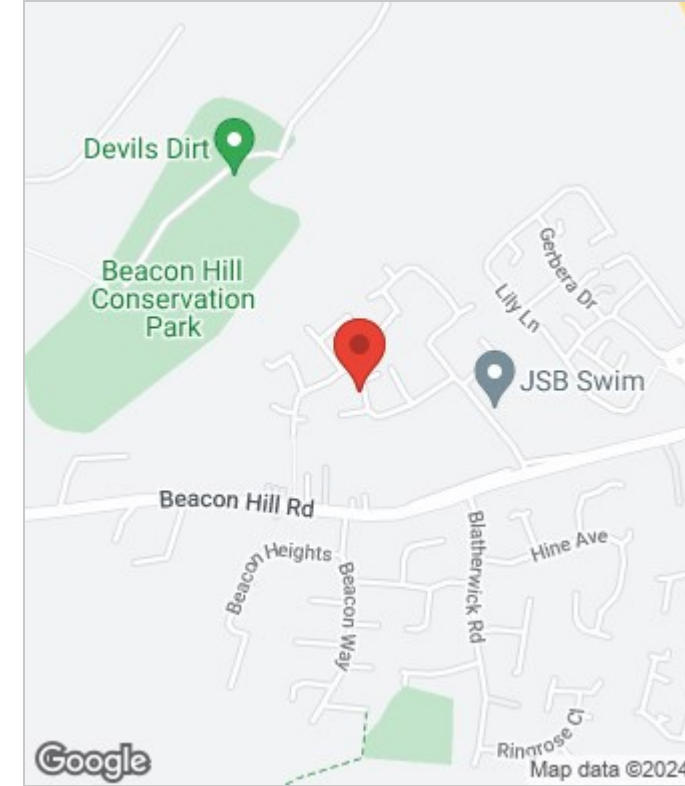 Devils Dirt
Beacon Hill
Conservation
Park
Gerbera Dr
Lily Ln
JSB Swim
Beacon Hill Rd
Blatherwick Rd
Hine Ave
Beacon Heights
Beacon Way
Ringrose Cl
Google
Map data ©2024